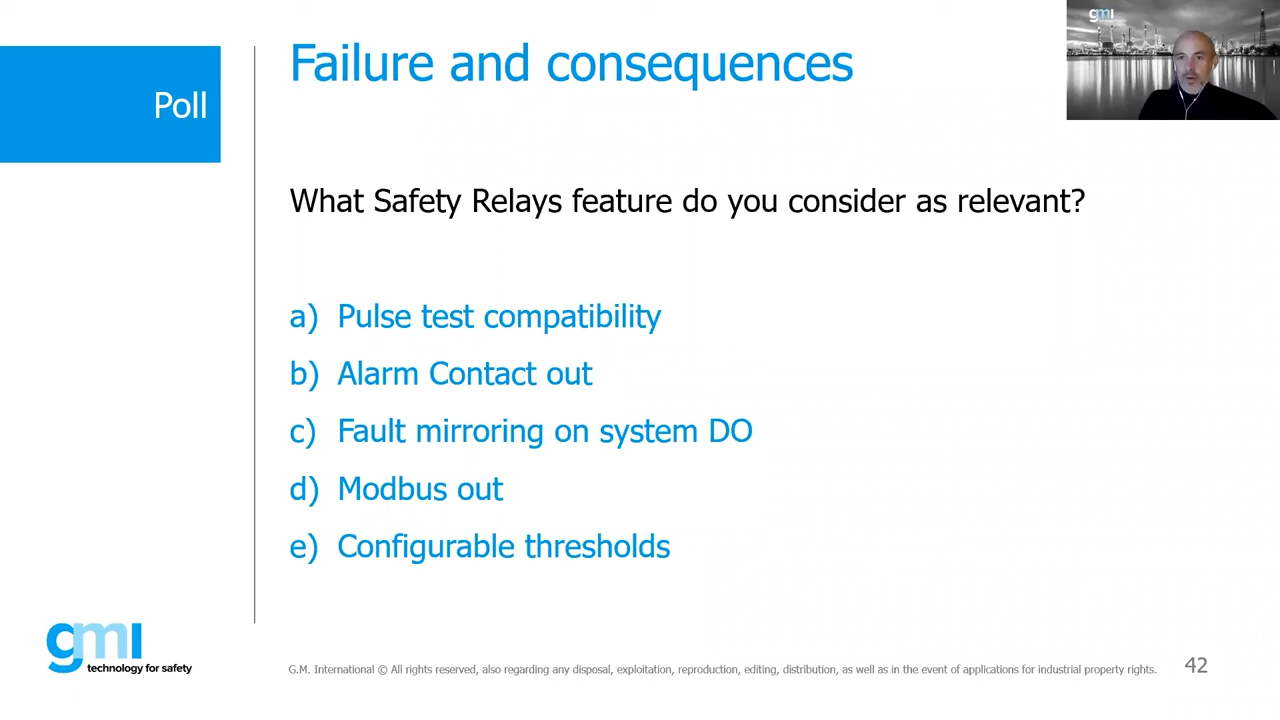 gmi
Poll
Failure and consequences
What Safety Relays feature do you consider as relevant?
a) Pulse test compatibility
b) Alarm Contact out
c) Fault mirroring on system DO
d) Modbus out
e) Configurable thresholds
gmi
technology for safety
G.M. International © All rights reserved, also regarding any disposal, exploitation, reproduction, editing, distribution, as well as in the event of applications for industrial property rights.
42